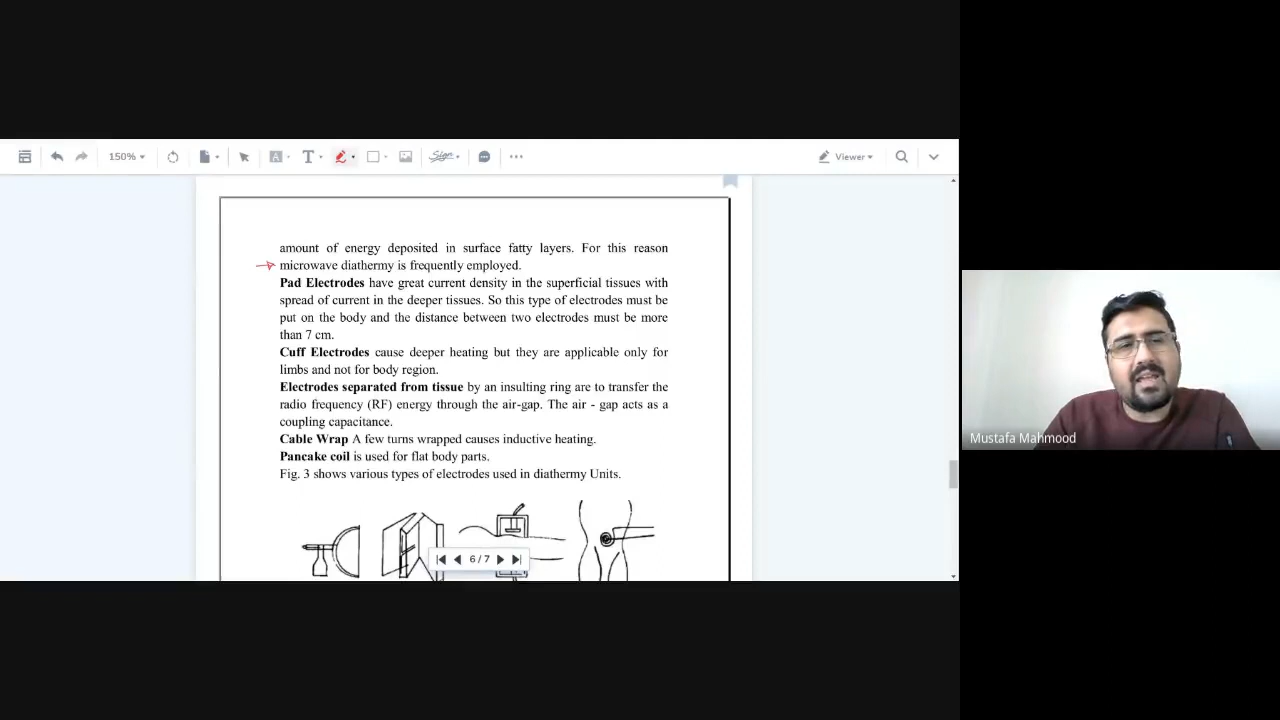 150%
T
Sign
Viewer
amount of energy deposited in surface fatty layers. For this reason
microwave diathermy is frequently employed.
Pad Electrodes have great current density in the superficial tissues with
spread of current in the deeper tissues. So this type of electrodes must be
put on the body and the distance between two electrodes must be more
than 7 cm.
Cuff Electrodes cause deeper heating but they are applicable only for
limbs and not for body region.
Electrodes separated from tissue by an insulting ring are to transfer the
radio frequency (RF) energy through the air-gap. The air - gap acts as a
coupling capacitance.
Cable Wrap A few turns wrapped causes inductive heating.
Pancake coil is used for flat body parts.
Fig. 3 shows various types of electrodes used in diathermy Units.
6 / 7
Mustafa Mahmood